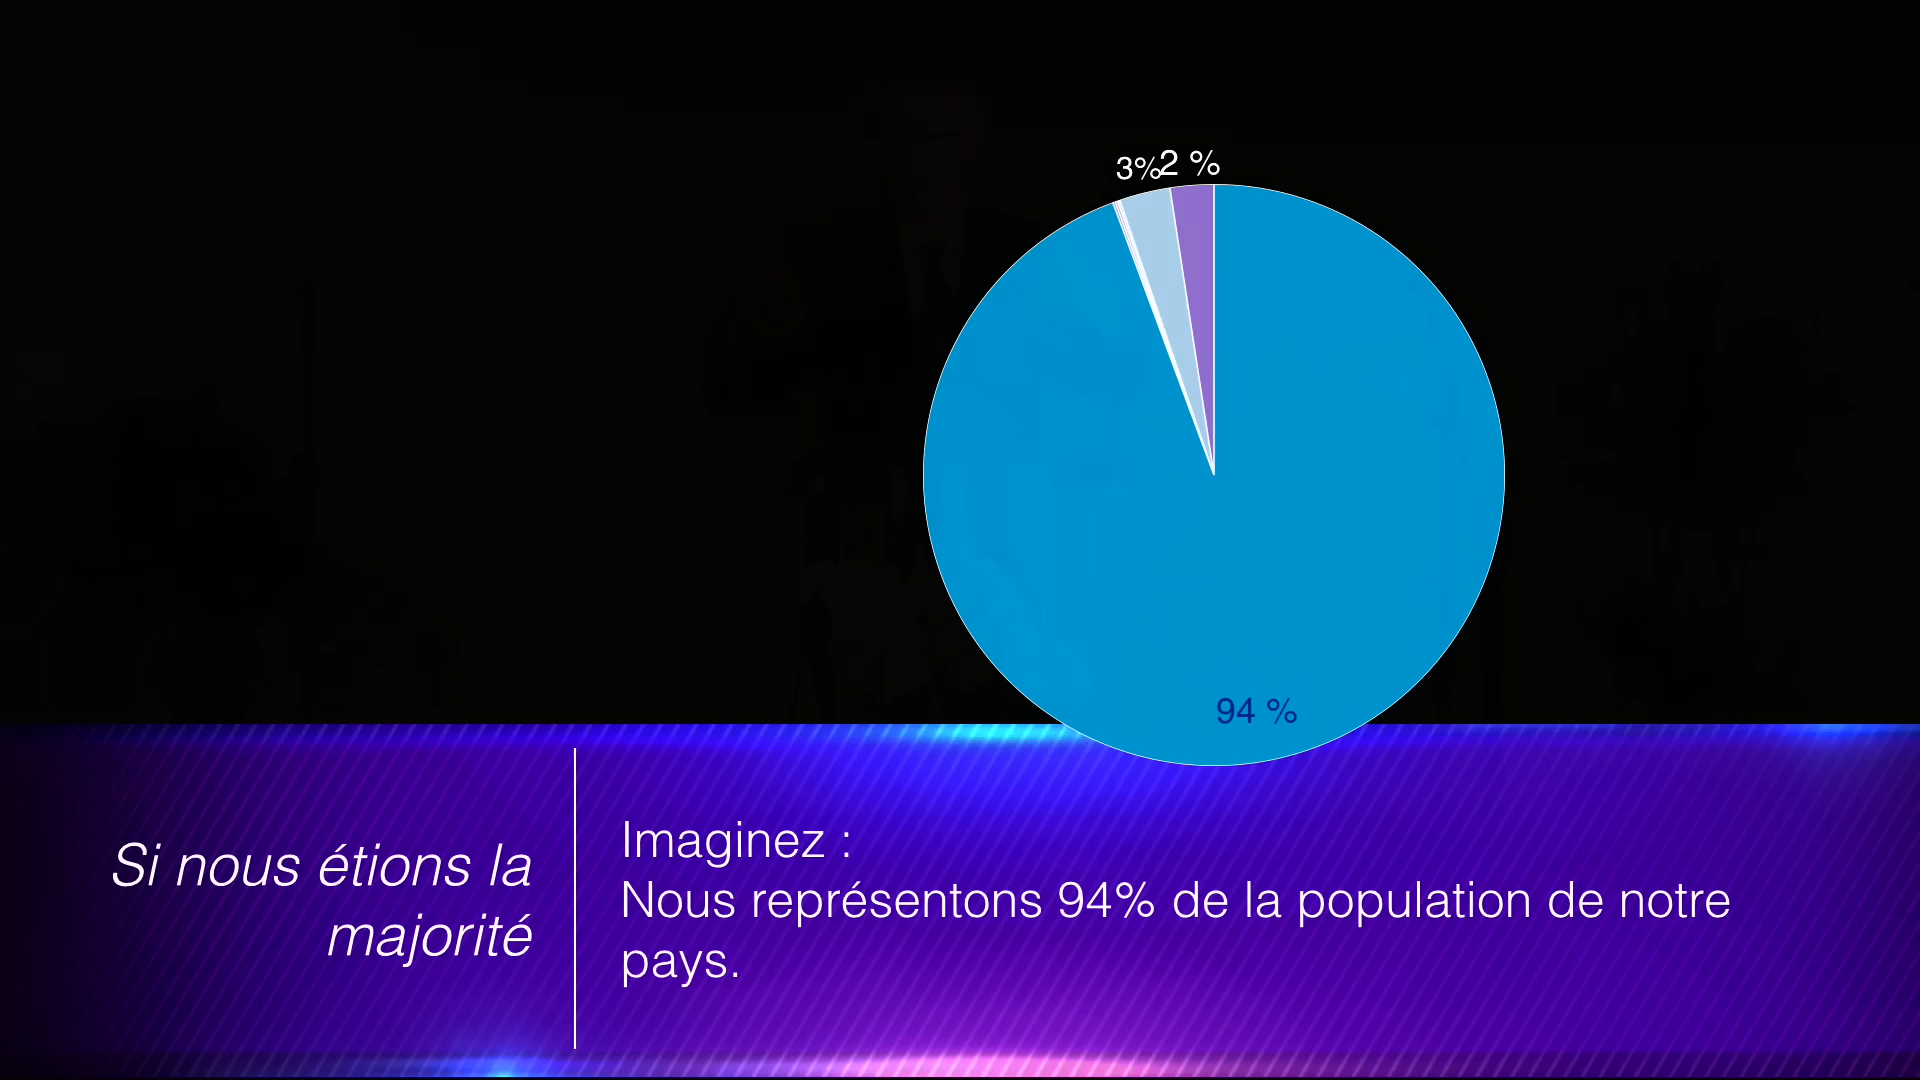 3%
2 %
94 %
Si nous étions la
majorité
Imaginez :
Nous représentons 94% de la population de notre
pays.